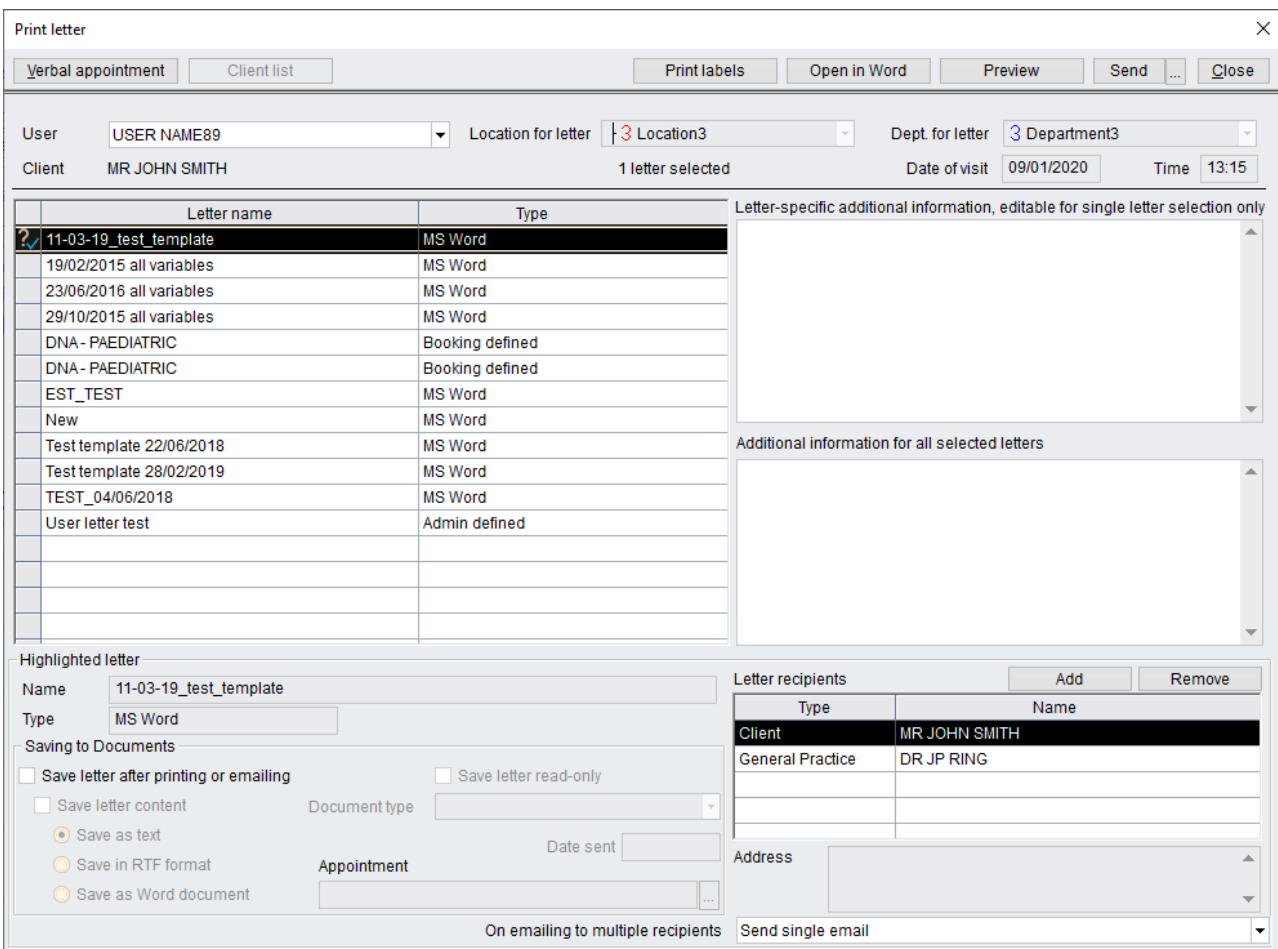 Print letter
Verbal appointment Client list Print labels Open in Word Preview Send ... Close
User USER NAME89 Location for letter 3 Location3 Dept. for letter 3 Department3
Client MR JOHN SMITH 1 letter selected Date of visit 09/01/2020 Time 13:15
Letter name Type
11-03-19_test_template MS Word
19/02/2015 all variables MS Word
23/06/2016 all variables MS Word
29/10/2015 all variables MS Word
DNA - PAEDIATRIC Booking defined
DNA - PAEDIATRIC Booking defined
EST_TEST MS Word
New MS Word
Test template 22/06/2018 MS Word
Test template 28/02/2019 MS Word
TEST_04/06/2018 MS Word
User letter test Admin defined
Letter-specific additional information, editable for single letter selection only
Additional information for all selected letters
Highlighted letter
Name 11-03-19_test_template
Type MS Word
Saving to Documents
Save letter after printing or emailing Save letter read-only
Save letter content Document type
Save as text
Date sent
Save in RTF format Appointment
Save as Word document ...
Letter recipients Add Remove
Type Name
Client MR JOHN SMITH
General Practice DR JP RING
Address
On emailing to multiple recipients Send single email